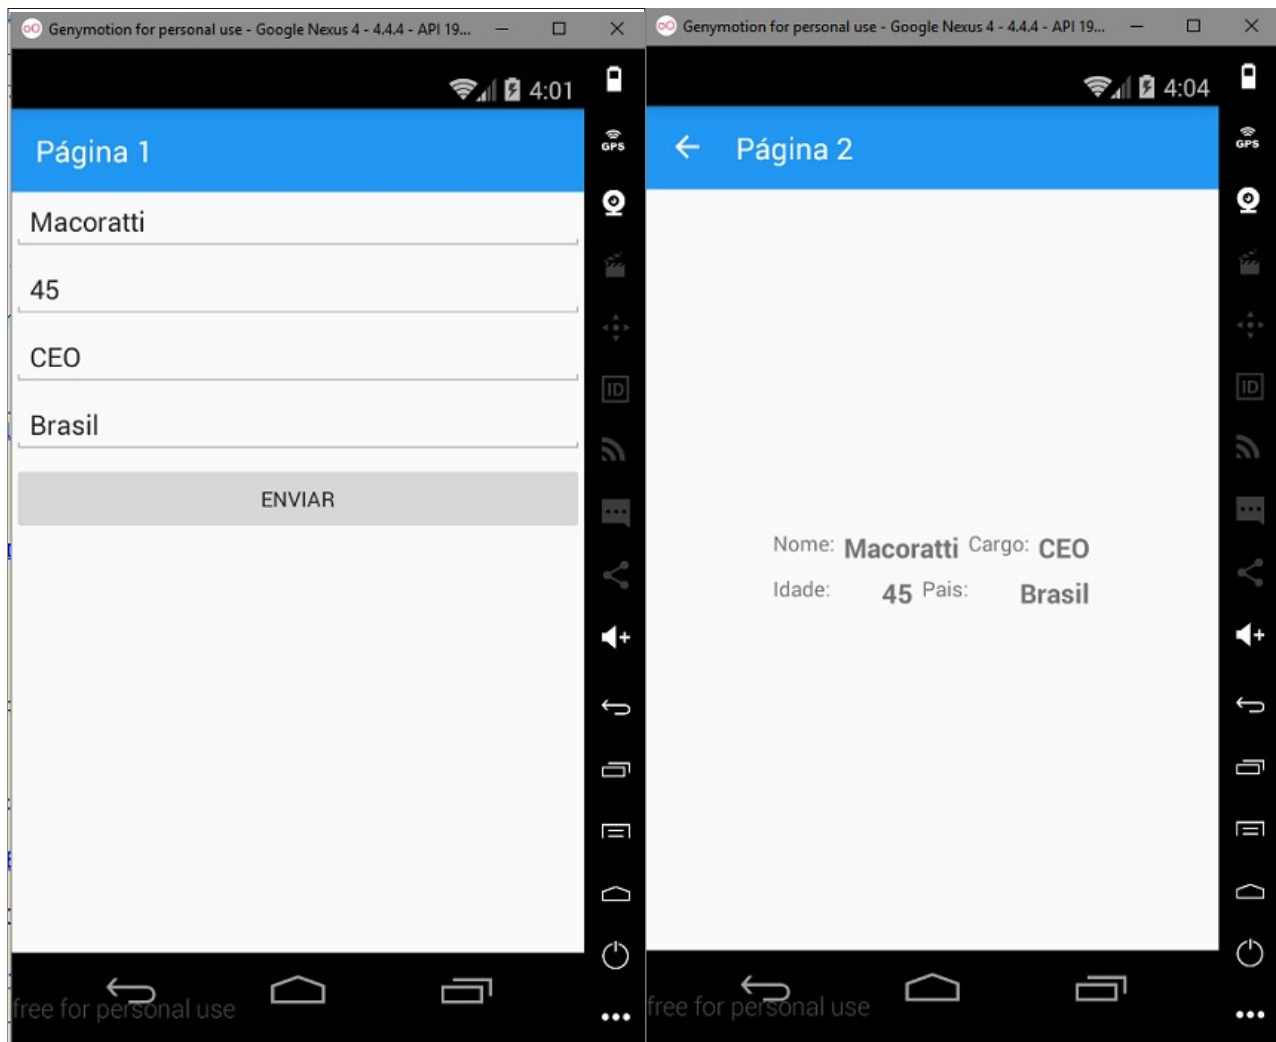 Genymotion for personal use - Google Nexus 4 - 4.4.4 - API 19...
4:01
GPS
Página 1
Macoratti
45
CEO
ID
Brasil
ENVIAR
free for personal use
Genymotion for personal use - Google Nexus 4 - 4.4.4 - API 19...
4:04
GPS
Página 2
ID
Nome: Macoratti Cargo: CEO
Idade: 45 Pais: Brasil
free for personal use